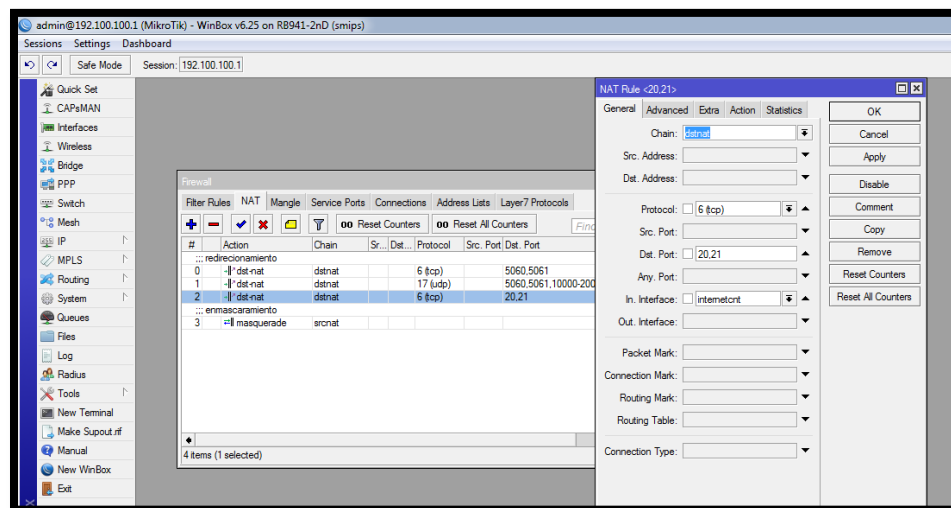 admin@192.100.100.1 (MikroTik) - WinBox v6.25 on RB941-2nD (smips)
Sessions Settings Dashboard
Safe Mode Session: 192.100.100.1
Quick Set
CAPsMAN
Interfaces
Wireless
Bridge
PPP
Switch
Mesh
IP
MPLS
Routing
System
Queues
Files
Log
Radius
Tools
New Terminal
Make Supout.rif
Manual
New WinBox
Exit
Firewall
Filter Rules NAT Mangle Service Ports Connections Address Lists Layer7 Protocols
00 Reset Counters 00 Reset All Counters Find
# Action Chain Sr... Dst... Protocol Src. Port Dst. Port
::: redirecionamiento
0 dst-nat dstnat 6 (tcp) 5060,5061
1 dst-nat dstnat 17 (udp) 5060,5061,10000-200
2 dst-nat dstnat 6 (tcp) 20,21
::: enmascaramiento
3 masquerade srcnat
4 items (1 selected)
NAT Rule <20,21>
General Advanced Extra Action Statistics
Chain: dstnat
Src. Address:
Dst. Address:
Protocol: 6 (tcp)
Src. Port:
Dst. Port: 20,21
Any. Port:
In. Interface: internetcnt
Out. Interface:
Packet Mark:
Connection Mark:
Routing Mark:
Routing Table:
Connection Type:
OK
Cancel
Apply
Disable
Comment
Copy
Remove
Reset Counters
Reset All Counters